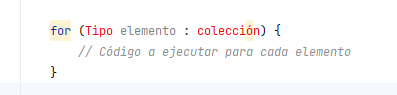 for (Tipo elemento : colección) {
    // Código a ejecutar para cada elemento
}